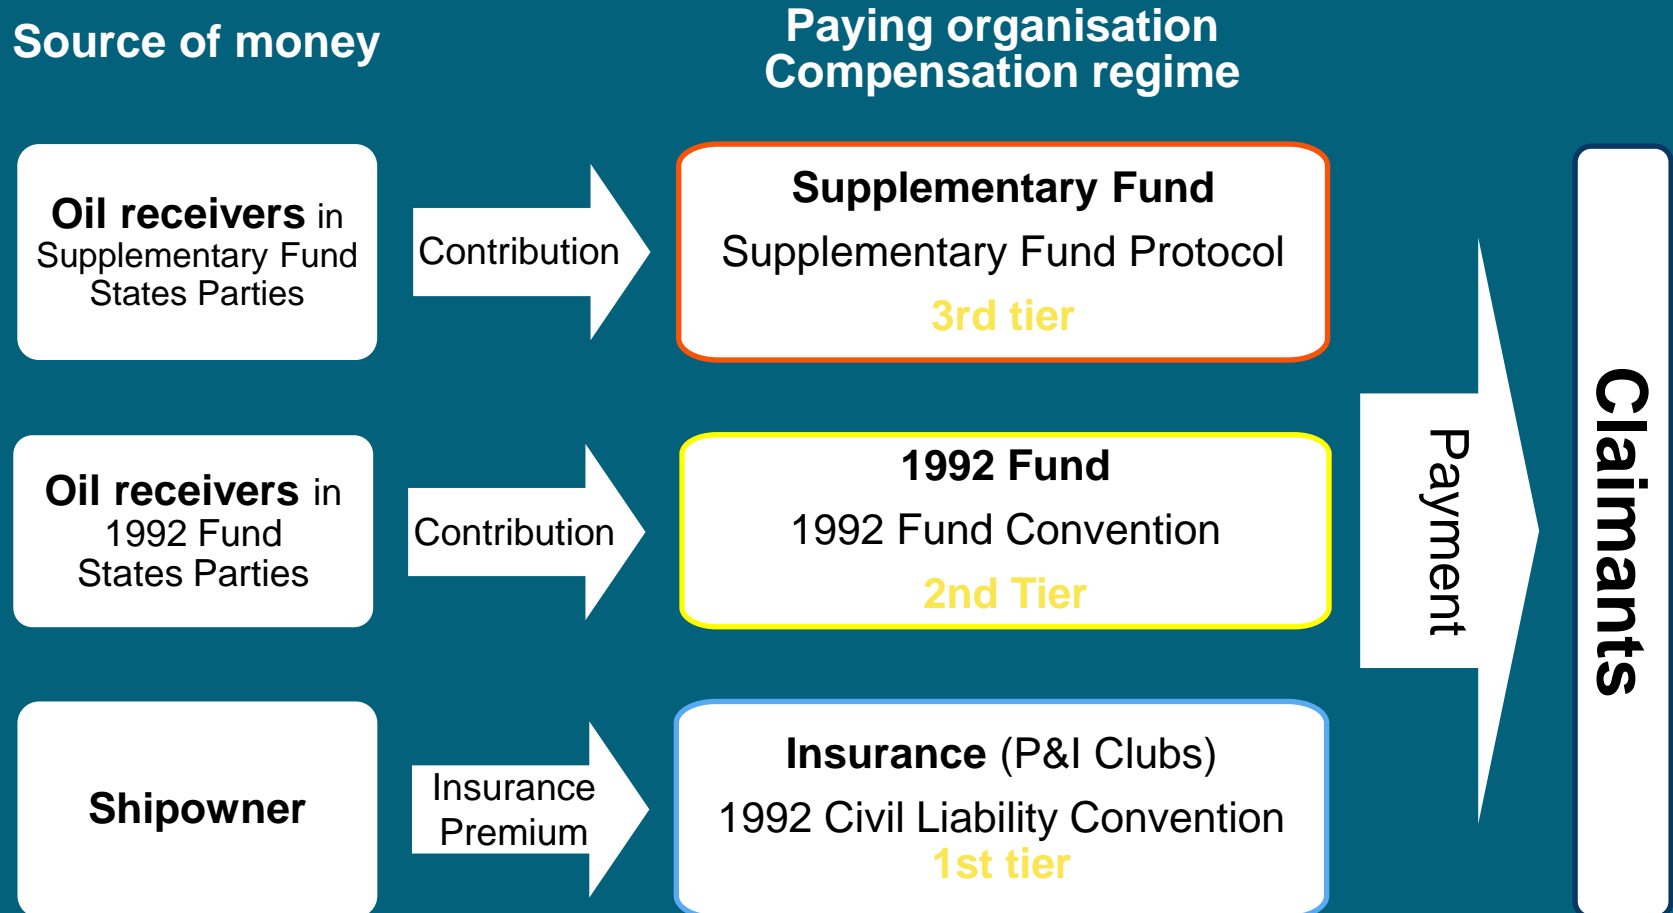 Source of money
Paying organisation
Compensation regime
Oil receivers in
Supplementary Fund
States Parties
Contribution
Supplementary Fund
Supplementary Fund Protocol
3rd tier
Oil receivers in
1992 Fund
States Parties
Contribution
1992 Fund
1992 Fund Convention
2nd Tier
Shipowner
Insurance
Premium
Insurance (P&I Clubs)
1992 Civil Liability Convention
1st tier
Payment
Claimants